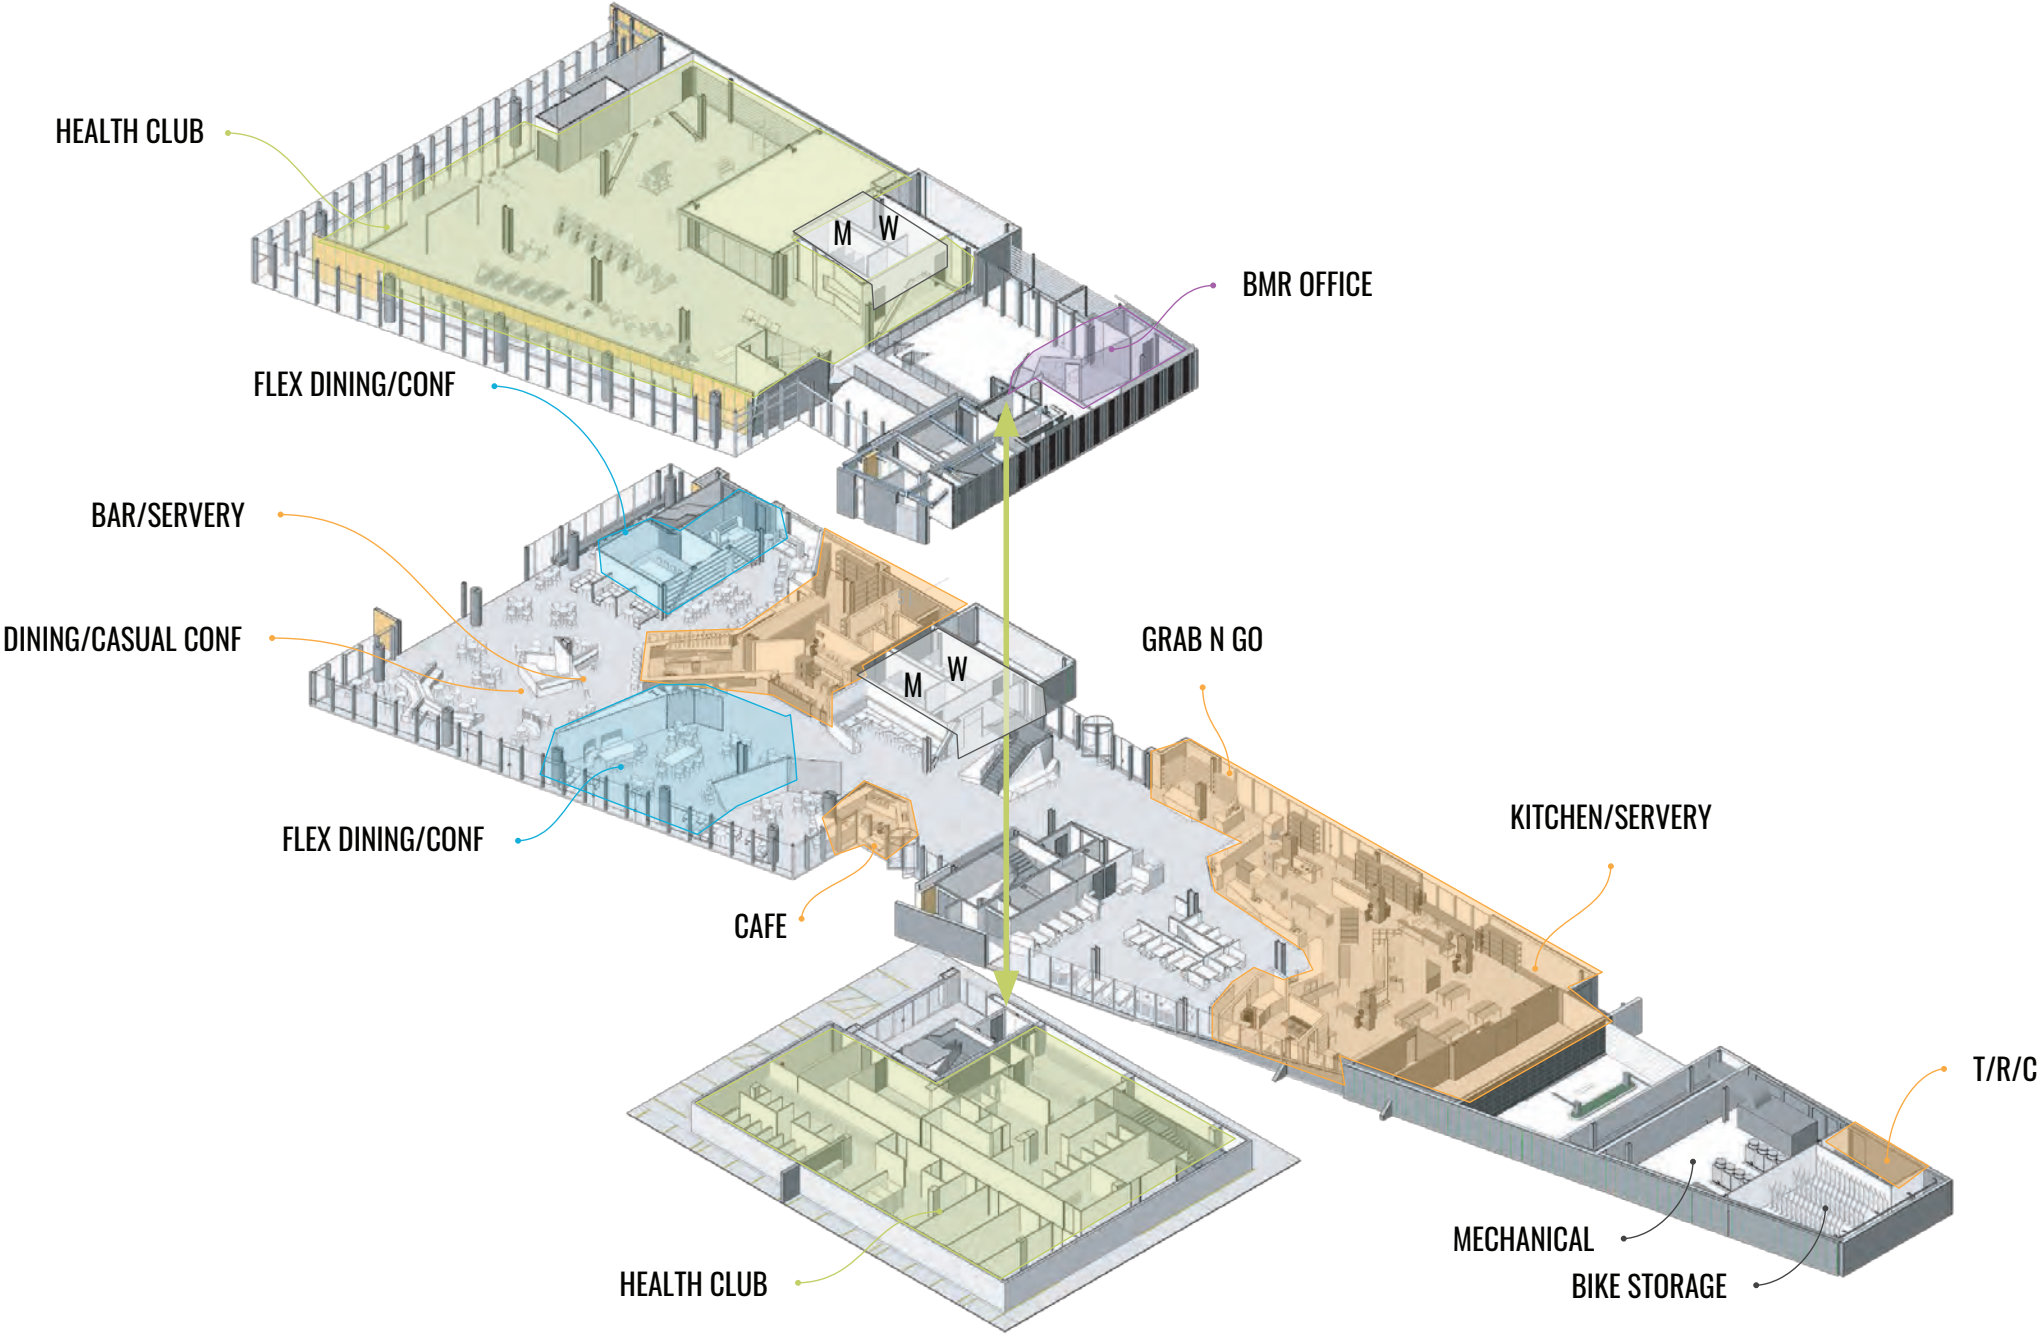 HEALTH CLUB
M
W
BMR OFFICE
FLEX DINING/CONF
BAR/SERVERY
DINING/CASUAL CONF
GRAB N GO
M
W
KITCHEN/SERVERY
FLEX DINING/CONF
CAFE
T/R/C
MECHANICAL
HEALTH CLUB
BIKE STORAGE